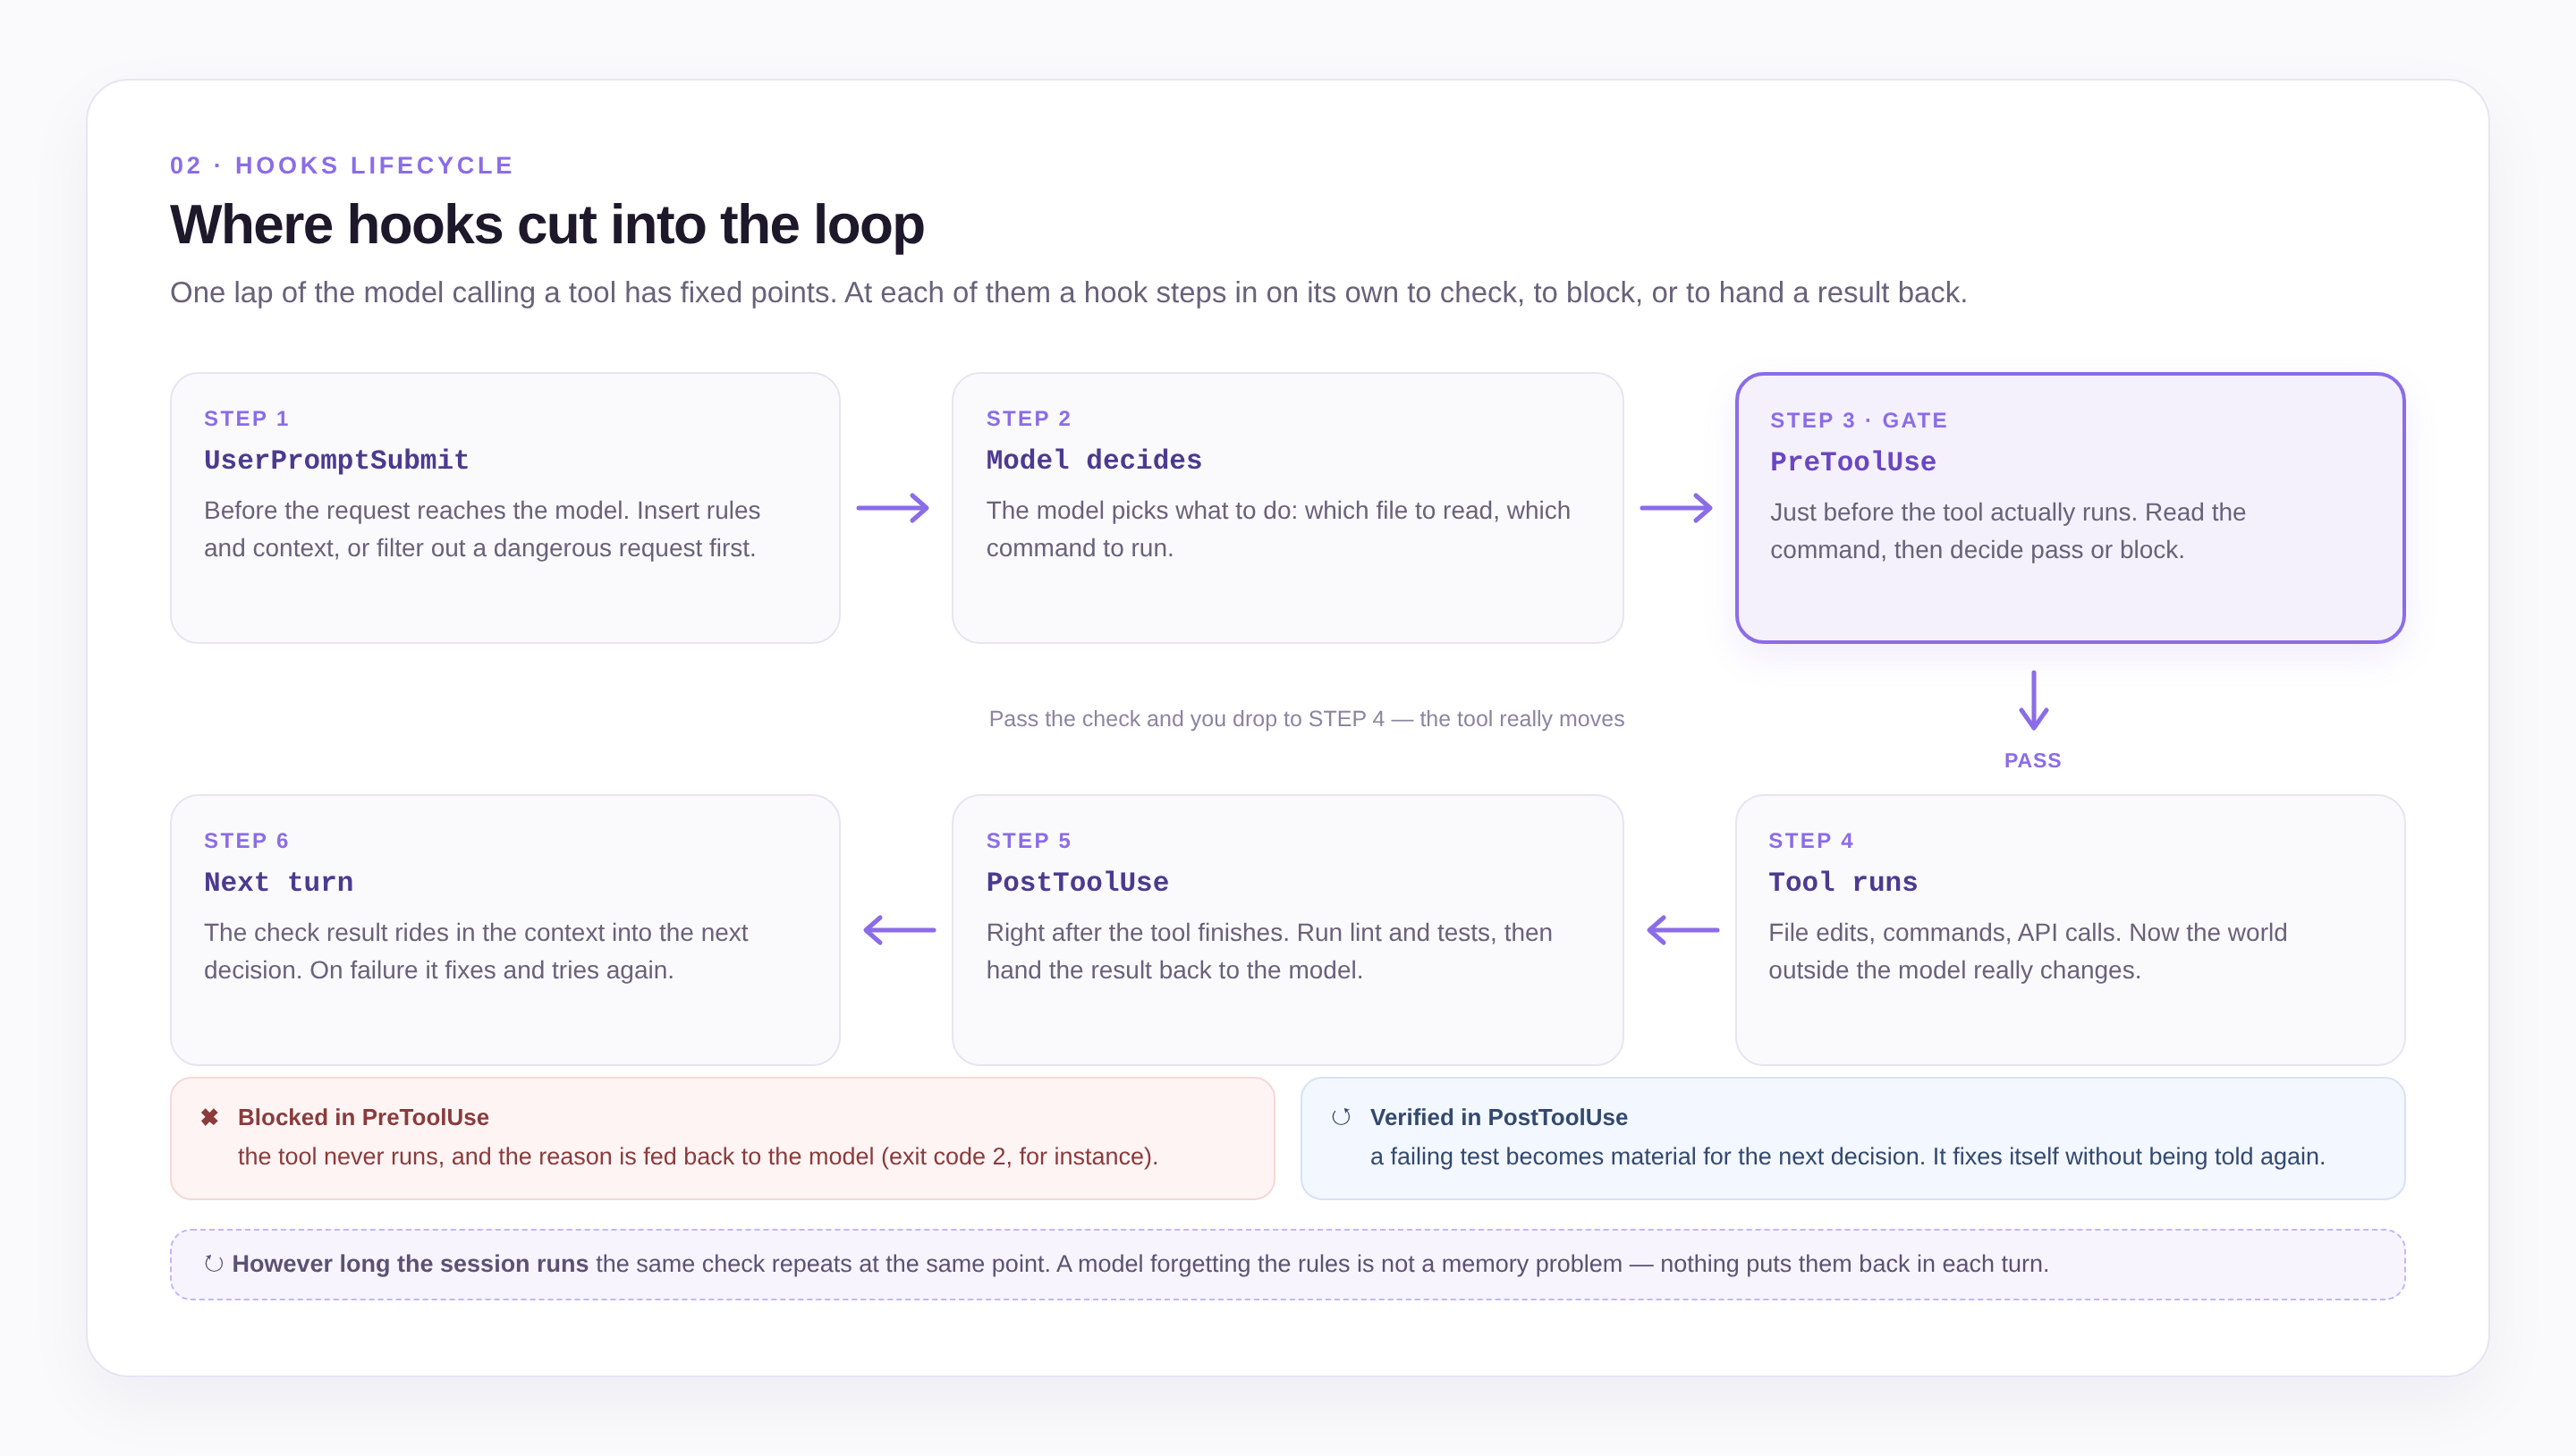 02 · HOOKS LIFECYCLE
Where hooks cut into the loop
One lap of the model calling a tool has fixed points. At each of them a hook steps in on its own to check, to block, or to hand a result back.
STEP 1
UserPromptSubmit
Before the request reaches the model. Insert rules
and context, or filter out a dangerous request first.
STEP 2
Model decides
The model picks what to do: which file to read, which
command to run.
STEP 3 · GATE
PreToolUse
Just before the tool actually runs. Read the
command, then decide pass or block.
Pass the check and you drop to STEP 4 — the tool really moves
PASS
STEP 6
Next turn
The check result rides in the context into the next
decision. On failure it fixes and tries again.
STEP 5
PostToolUse
Right after the tool finishes. Run lint and tests, then
hand the result back to the model.
STEP 4
Tool runs
File edits, commands, API calls. Now the world
outside the model really changes.
✖ Blocked in PreToolUse
the tool never runs, and the reason is fed back to the model (exit code 2, for instance).
↺ Verified in PostToolUse
a failing test becomes material for the next decision. It fixes itself without being told again.
↻ However long the session runs the same check repeats at the same point. A model forgetting the rules is not a memory problem — nothing puts them back in each turn.